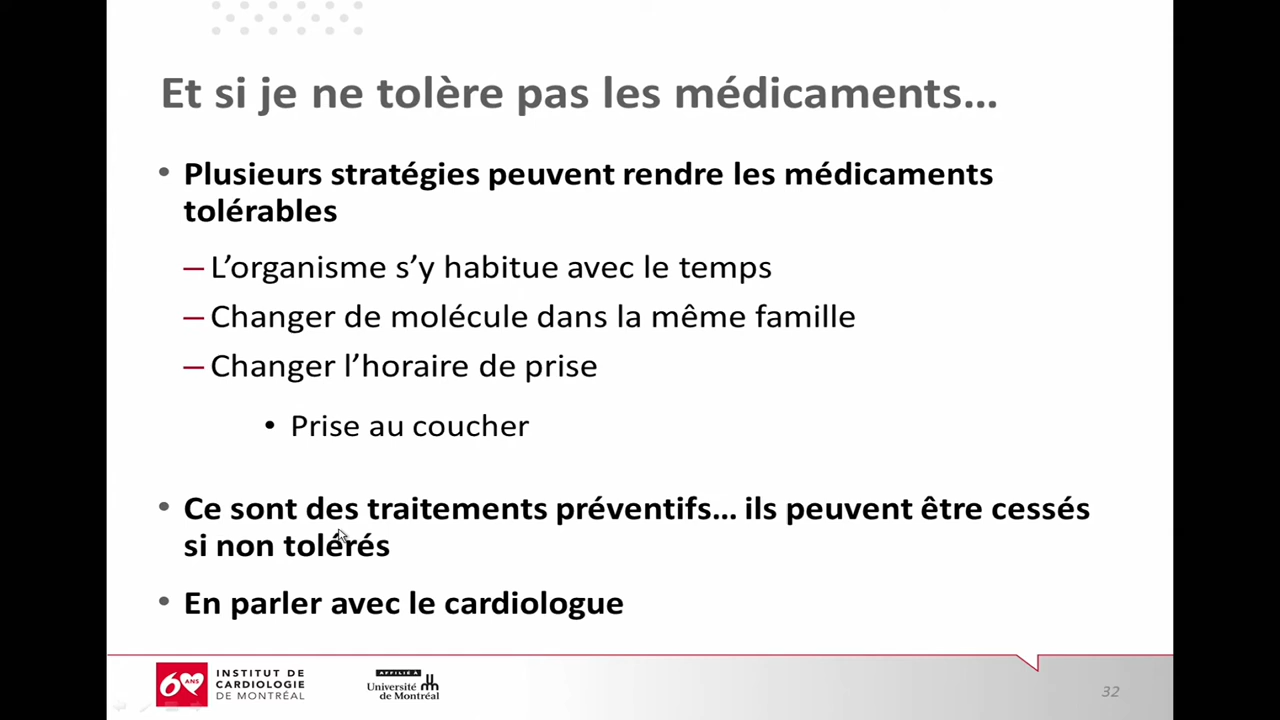 Et si je ne tolère pas les médicaments…
• Plusieurs stratégies peuvent rendre les médicaments
tolérables
– L’organisme s’y habitue avec le temps
– Changer de molécule dans la même famille
– Changer l’horaire de prise
• Prise au coucher
• Ce sont des traitements préventifs… ils peuvent être cessés
si non tolérés
• En parler avec le cardiologue
60 ANS
INSTITUT DE
CARDIOLOGIE
DE MONTRÉAL
AFFILIÉ À
Université
de Montréal
32